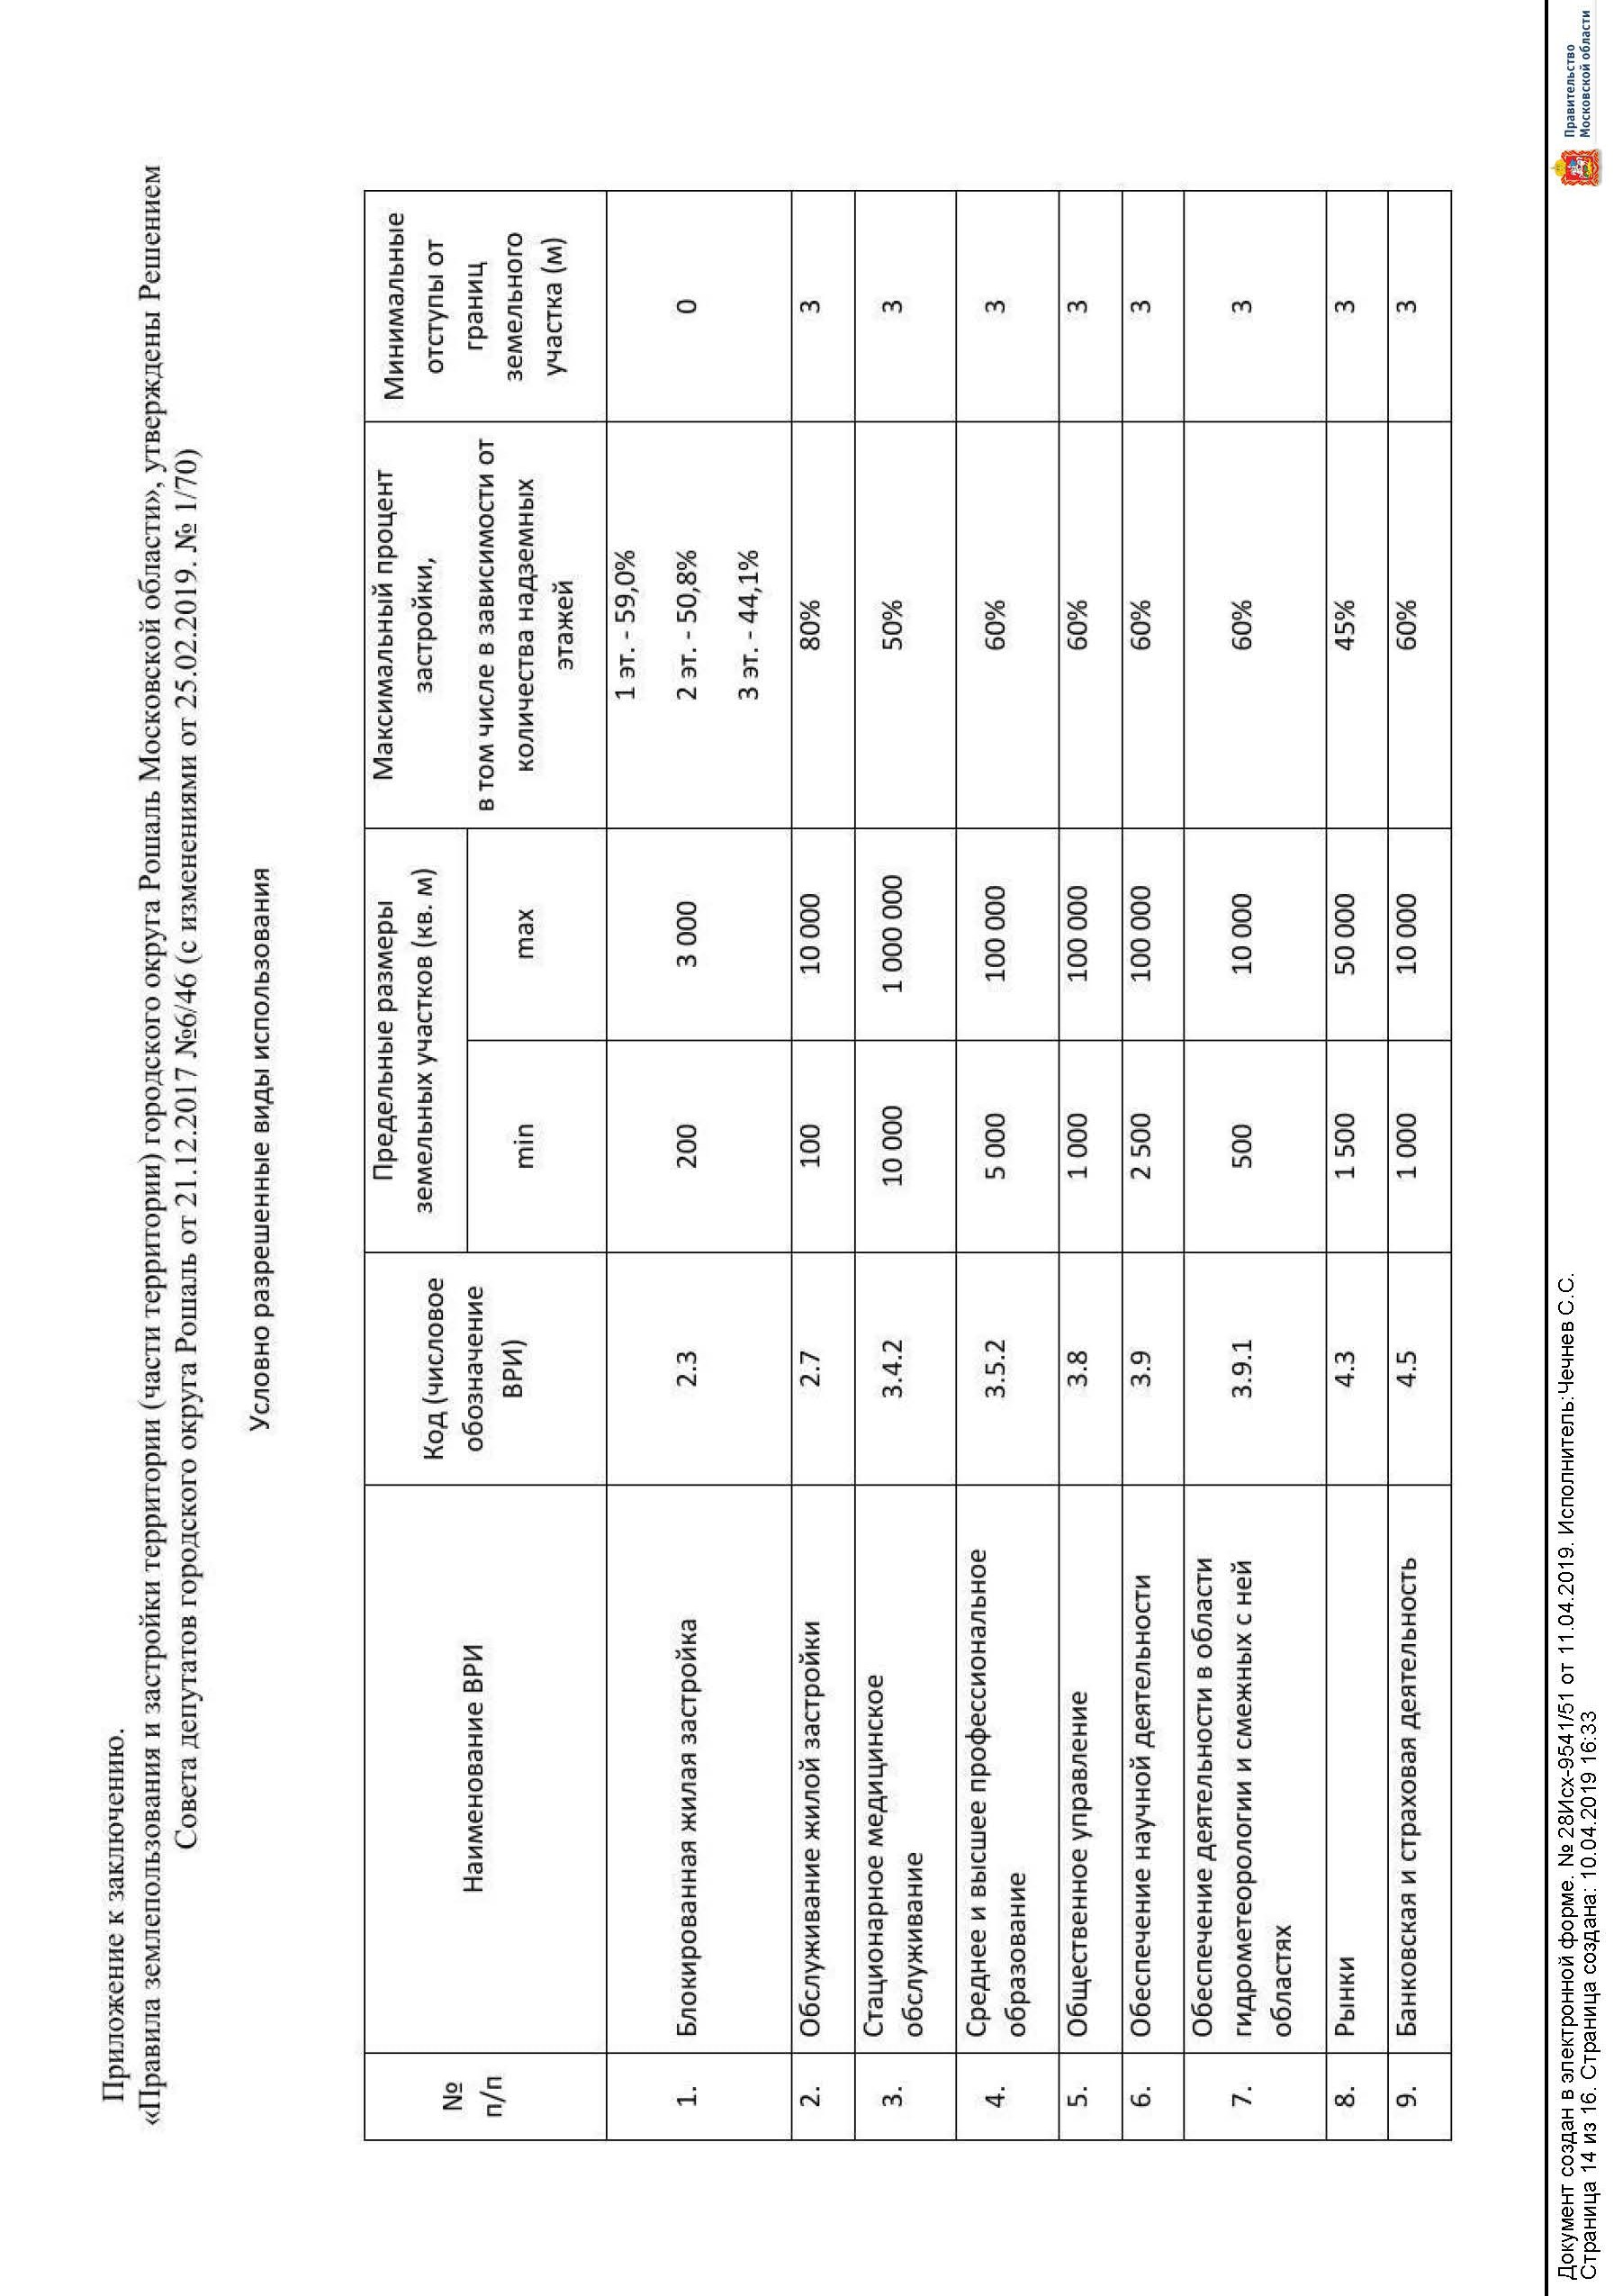 Приложение к заключению.
«Правила землепользования и застройки территории (части территории) городского округа Рошаль Московской области», утверждены Решением
Совета депутатов городского округа Рошаль от 21.12.2017 №6/46 (с изменениями от 25.02.2019. № 1/70)
Условно разрешенные виды использования
№
п/п
Наименование ВРИ
Код (числовое
обозначение
ВРИ)
Предельные размеры
земельных участков (кв. м)
min
max
Максимальный процент
застройки,
в том числе в зависимости от
количества надземных
этажей
Минимальные
отступы от
границ
земельного
участка (м)
1. Блокированная жилая застройка 2.3 200 3 000
1 эт. - 59,0%
2 эт. - 50,8%
3 эт. - 44,1%
0
2. Обслуживание жилой застройки 2.7 100 10 000 80% 3
3. Стационарное медицинское
обслуживание
3.4.2 10 000 1 000 000 50% 3
4. Среднее и высшее профессиональное
образование
3.5.2 5 000 100 000 60% 3
5. Общественное управление 3.8 1 000 100 000 60% 3
6. Обеспечение научной деятельности 3.9 2 500 100 000 60% 3
7. Обеспечение деятельности в области
гидрометеорологии и смежных с ней
областях
3.9.1 500 10 000 60% 3
8. Рынки 4.3 1 500 50 000 45% 3
9. Банковская и страховая деятельность 4.5 1 000 10 000 60% 3
Документ создан в электронной форме. № 28Исх-9541/51 от 11.04.2019. Исполнитель:Чечнев С.С.
Страница 14 из 16. Страница создана: 10.04.2019 16:33
Правительство
Московской области